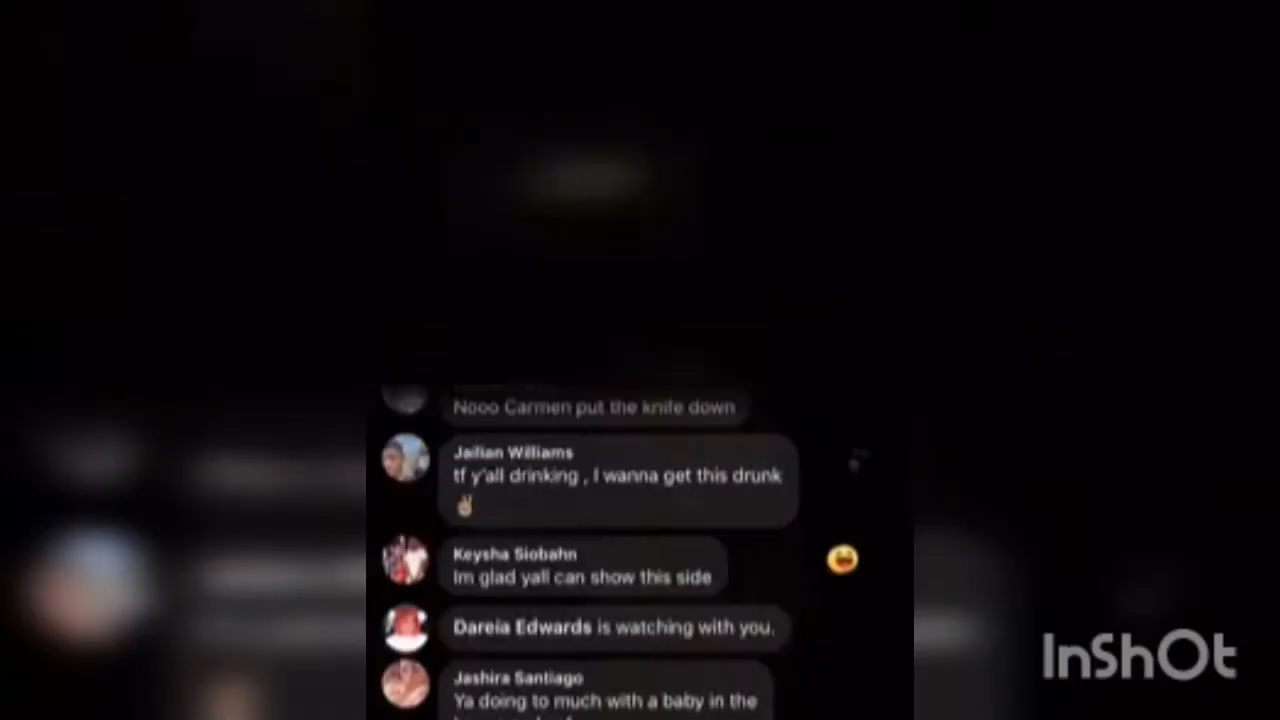 Nooo Carmen put the knife down
Jailian Williams
tf y'all drinking , I wanna get this drunk
✌🏼
Keysha Siobahn
Im glad yall can show this side
Dareia Edwards is watching with you.
Jashira Santiago
Ya doing to much with a baby in the
InShOt